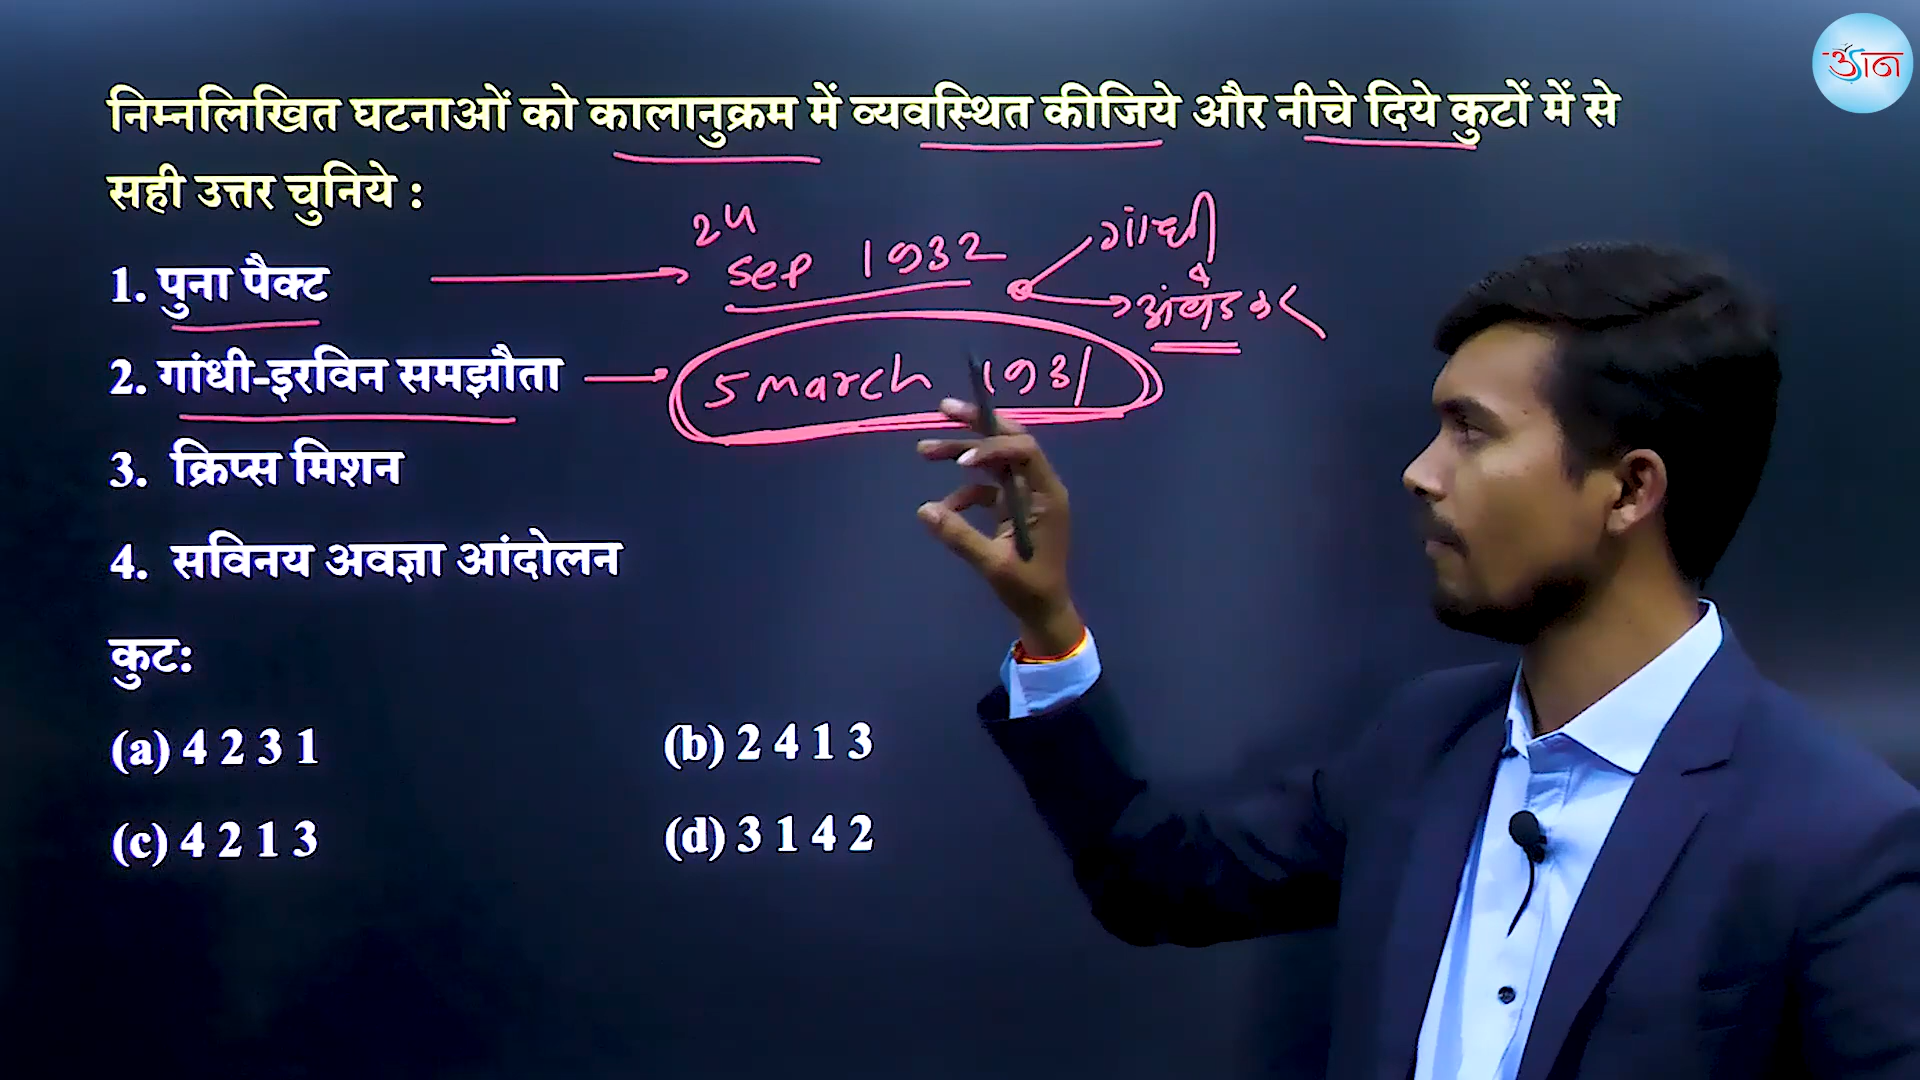 उड़ान
निम्नलिखित घटनाओं को कालानुक्रम में व्यवस्थित कीजिये और नीचे दिये कुटों में से
सही उत्तर चुनिये :
1. पुना पैक्ट
24
Sep 1932
गांधी
अंबेडकर
2. गांधी-इरविन समझौता
5 march 1931
3. क्रिप्स मिशन
4. सविनय अवज्ञा आंदोलन
कुट:
(a) 4 2 3 1
(b) 2 4 1 3
(c) 4 2 1 3
(d) 3 1 4 2